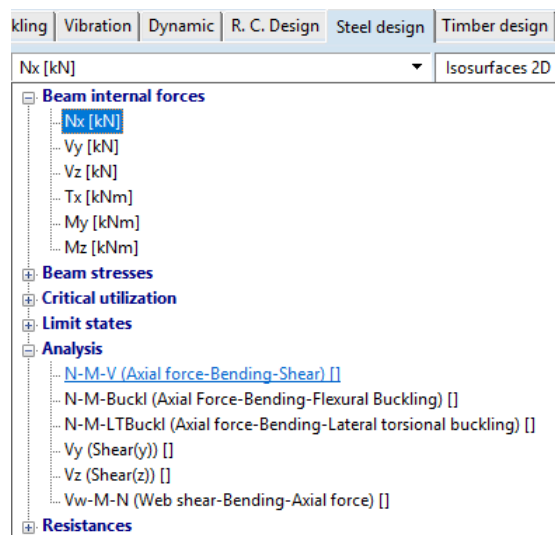 kling Vibration Dynamic R. C. Design Steel design Timber design
Nx [kN] Isosurfaces 2D
Beam internal forces
Nx [kN]
Vy [kN]
Vz [kN]
Tx [kNm]
My [kNm]
Mz [kNm]
Beam stresses
Critical utilization
Limit states
Analysis
N-M-V (Axial force-Bending-Shear) []
N-M-Buckl (Axial Force-Bending-Flexural Buckling) []
N-M-LTBuckl (Axial force-Bending-Lateral torsional buckling) []
Vy (Shear(y)) []
Vz (Shear(z)) []
Vw-M-N (Web shear-Bending-Axial force) []
Resistances